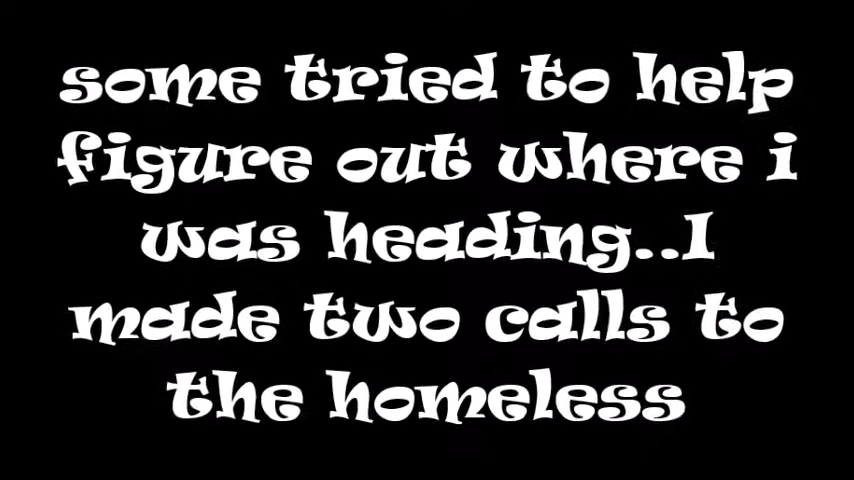 some tried to help
figure out where i
was heading..I
made two calls to
the homeless